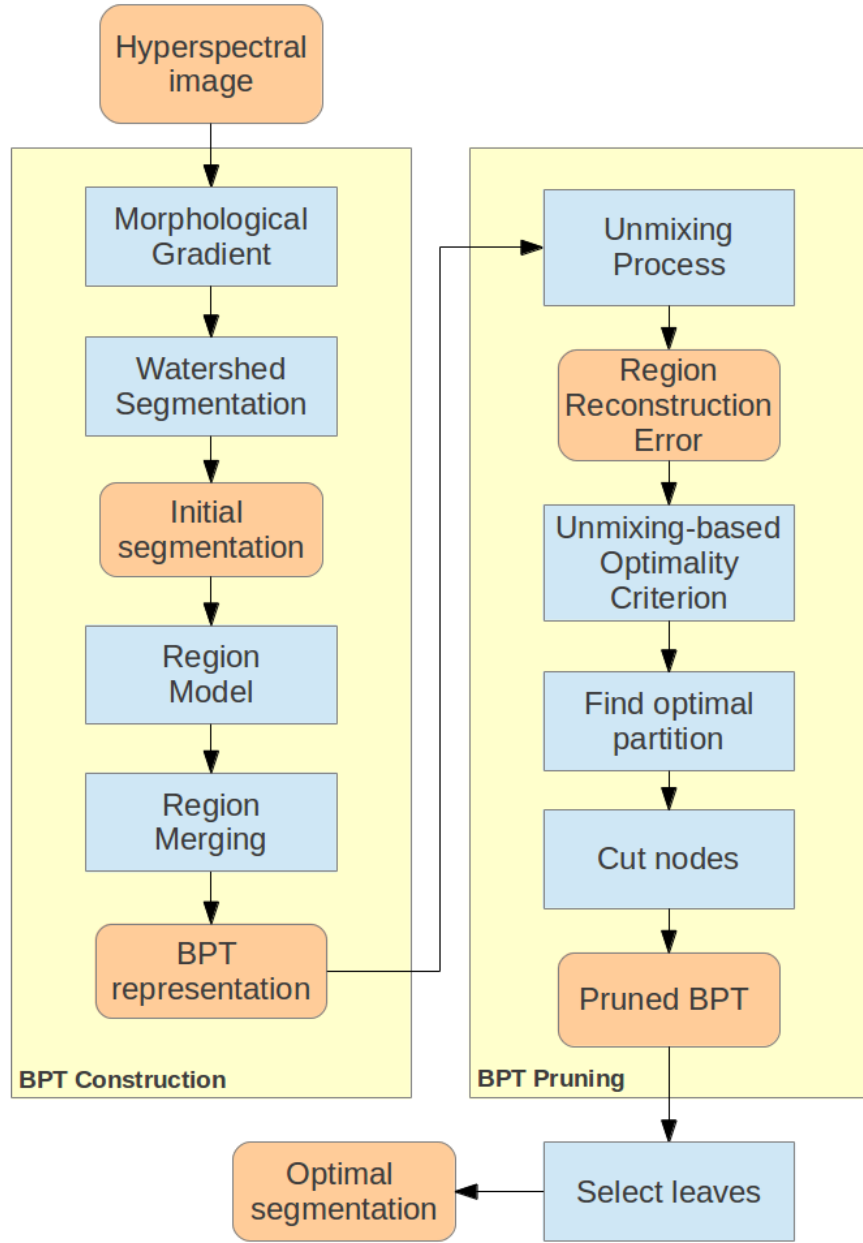 Hyperspectral
image
Morphological
Gradient
Watershed
Segmentation
Initial
segmentation
Region
Model
Region
Merging
BPT
representation
BPT Construction
Unmixing
Process
Region
Reconstruction
Error
Unmixing-based
Optimality
Criterion
Find optimal
partition
Cut nodes
Pruned BPT
BPT Pruning
Select leaves
Optimal
segmentation